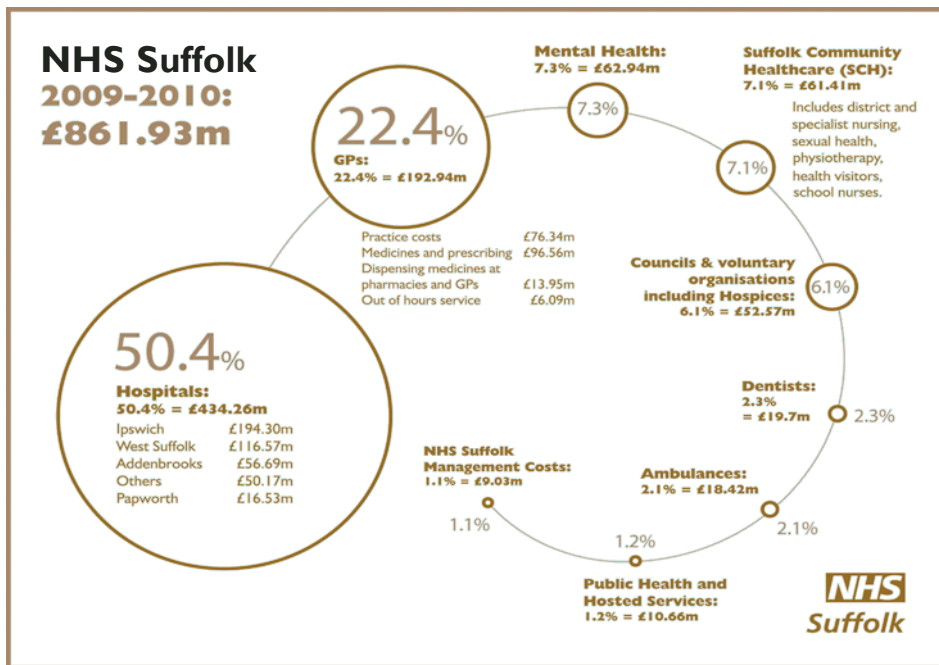 NHS Suffolk
2009-2010:
£861.93m
22.4%
GPs:
22.4% = £192.94m
Practice costs £76.34m
Medicines and prescribing £96.56m
Dispensing medicines at
pharmacies and GPs £13.95m
Out of hours service £6.09m
Mental Health:
7.3% = £62.94m
7.3%
Suffolk Community
Healthcare (SCH):
7.1% = £61.41m
Includes district and
specialist nursing,
sexual health,
physiotherapy,
health visitors,
school nurses.
7.1%
Councils & voluntary
organisations
including Hospices:
6.1% = £52.57m
6.1%
50.4%
Hospitals:
50.4% = £434.26m
Ipswich £194.30m
West Suffolk £116.57m
Addenbrooks £56.69m
Others £50.17m
Papworth £16.53m
Dentists:
2.3%
= £19.7m
2.3%
NHS Suffolk
Management Costs:
1.1% = £9.03m
1.1%
Ambulances:
2.1% = £18.42m
2.1%
1.2%
Public Health and
Hosted Services:
1.2% = £10.66m
NHS
Suffolk